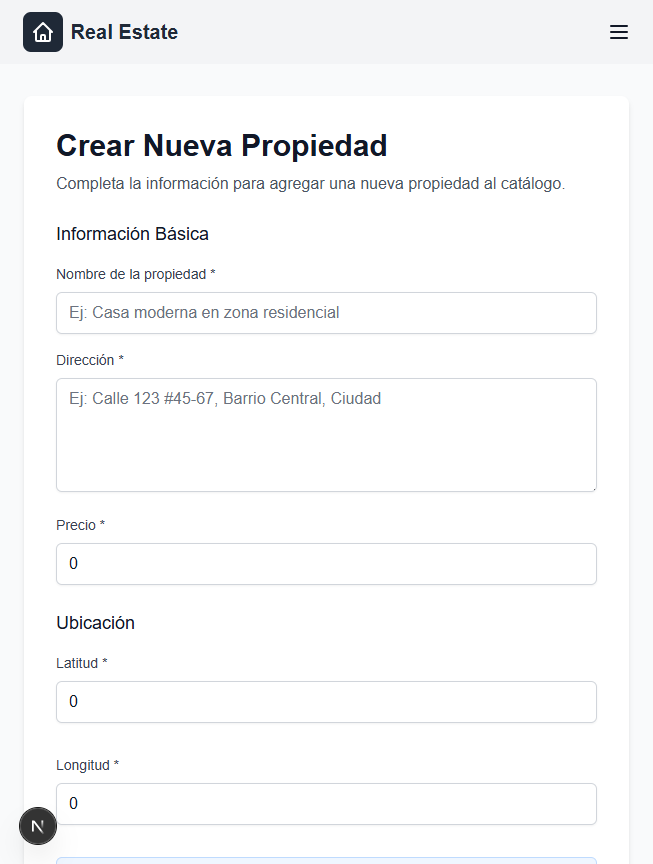 Real Estate
Crear Nueva Propiedad
Completa la información para agregar una nueva propiedad al catálogo.
Información Básica
Nombre de la propiedad *
Ej: Casa moderna en zona residencial
Dirección *
Ej: Calle 123 #45-67, Barrio Central, Ciudad
Precio *
0
Ubicación
Latitud *
0
Longitud *
0
N